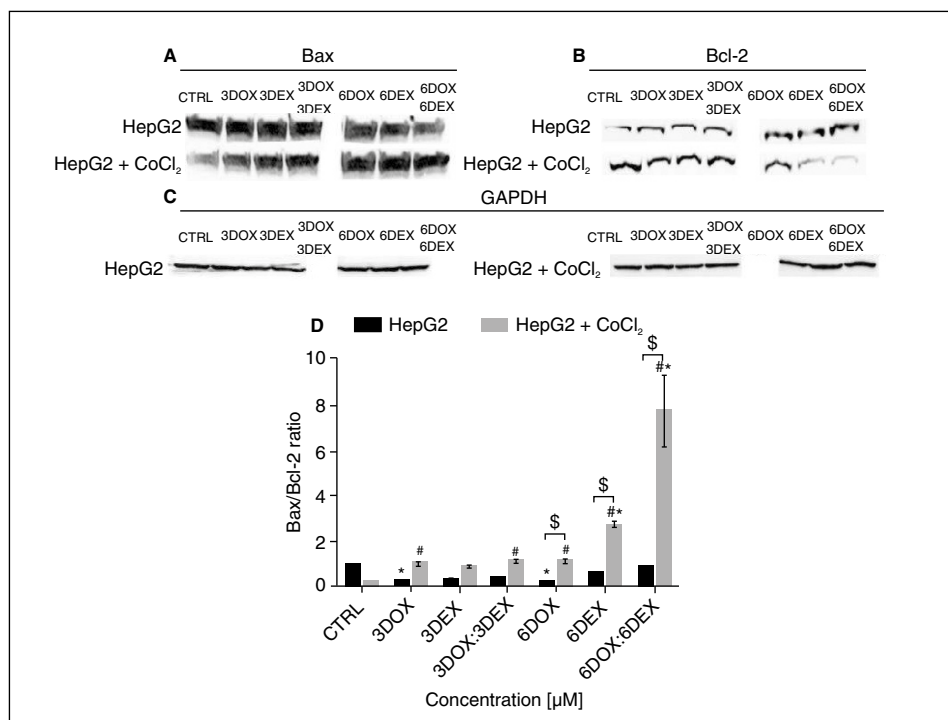 A Bax
B Bcl-2
CTRL 3DOX 3DEX 3DOX 3DEX 6DOX 6DEX 6DOX 6DEX
CTRL 3DOX 3DEX 3DOX 3DEX 6DOX 6DEX 6DOX 6DEX
HepG2
HepG2
HepG2 + CoCl₂
HepG2 + CoCl₂
C GAPDH
CTRL 3DOX 3DEX 3DOX 3DEX 6DOX 6DEX 6DOX 6DEX
CTRL 3DOX 3DEX 3DOX 3DEX 6DOX 6DEX 6DOX 6DEX
HepG2
HepG2 + CoCl₂
D HepG2 HepG2 + CoCl₂
Bax/Bcl-2 ratio
10
8
6
4
2
0
* #
#
* $ #
$ #*
$ #*
CTRL
3DOX
3DEX
3DOX:3DEX
6DOX
6DEX
6DOX:6DEX
Concentration [µM]